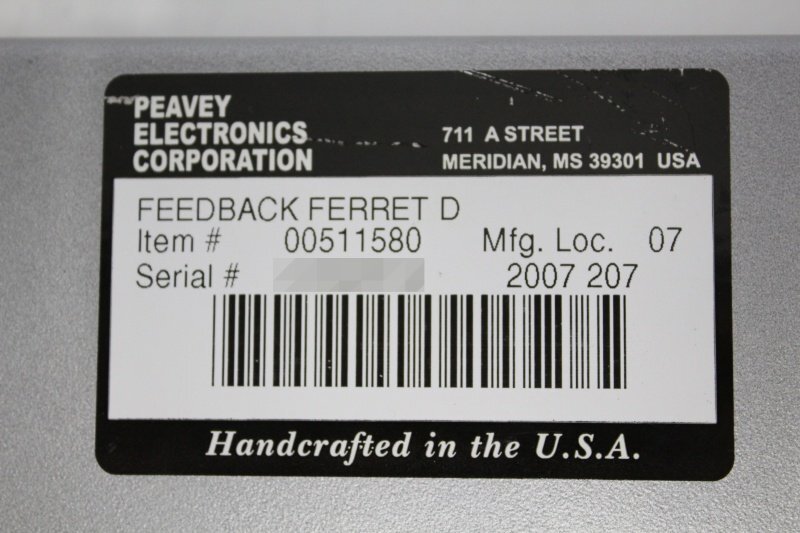 PEAVEY
ELECTRONICS
CORPORATION
711 A STREET
MERIDIAN, MS 39301 USA
FEEDBACK FERRET D
Item # 00511580 Mfg. Loc. 07
Serial # 2007 207
Handcrafted in the U.S.A.